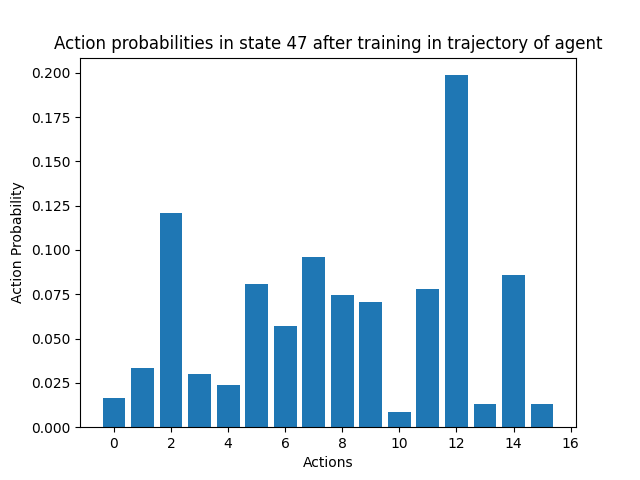 Action probabilities in state 47 after training in trajectory of agent
0.200
0.175
0.150
0.125
0.100
0.075
0.050
0.025
0.000
Action Probability
0 2 4 6 8 10 12 14 16
Actions